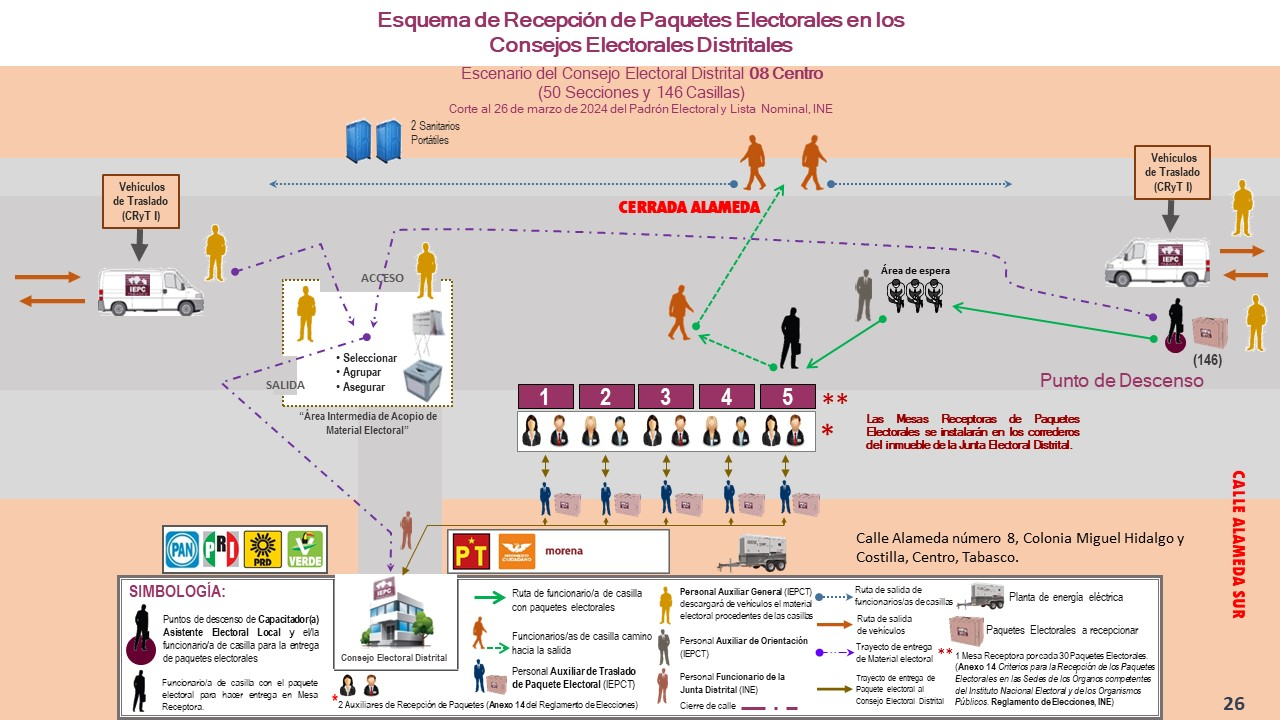 Esquema de Recepción de Paquetes Electorales en los
Consejos Electorales Distritales
Escenario del Consejo Electoral Distrital 08 Centro
(50 Secciones y 146 Casillas)
Corte al 26 de marzo de 2024 del Padrón Electoral y Lista Nominal, INE
2 Sanitarios
Portátiles
Vehículos
de Traslado
(CRyT I)
Vehículos
de Traslado
(CRyT I)
CERRADA ALAMEDA
IEPC
IEPC
ACCESO
Área de espera
• Seleccionar
• Agrupar
• Asegurar
SALIDA
“Área Intermedia de Acopio de
Material Electoral”
(146)
Punto de Descenso
1 2 3 4 5 **
*
Las Mesas Receptoras de Paquetes
Electorales se instalarán en los correderos
del inmueble de la Junta Electoral Distrital.
CALLE ALAMEDA SUR
PAN PRD VERDE
PRD
PT MOVIMIENTO CIUDADANO morena
Calle Alameda número 8, Colonia Miguel Hidalgo y
Costilla, Centro, Tabasco.
SIMBOLOGÍA:
Puntos de descenso de Capacitador(a)
Asistente Electoral Local y el/la
funcionario/a de casilla para la entrega
de paquetes electorales
Funcionario/a de casilla con el paquete
electoral para hacer entrega en Mesa
Receptora.
IEPC
Consejo Electoral Distrital
*
2 Auxiliares de Recepción de Paquetes (Anexo 14 del Reglamento de Elecciones)
Ruta de funcionario/a de casilla
con paquetes electorales
Funcionarios/as de casilla camino
hacia la salida
Personal Auxiliar de Traslado
de Paquete Electoral (IEPCT)
Personal Auxiliar General (IEPCT)
descargará de vehículos el material
electoral procedentes de las casillas
Personal Auxiliar de Orientación
(IEPCT)
Personal Funcionario de la
Junta Distrital (INE)
Cierre de calle
Ruta de salida de
funcionarios/as de casillas
Ruta de salida
de vehículos
Trayecto de entrega
de Material electoral
Trayecto de entrega de
Paquete electoral al
Consejo Electoral Distrital
Planta de energía eléctrica
Paquetes Electorales a recepcionar
** 1 Mesa Receptora por cada 30 Paquetes Electorales.
(Anexo 14 Criterios para la Recepción de los Paquetes
Electorales en las Sedes de los Órganos competentes
del Instituto Nacional Electoral y de los Organismos
Públicos. Reglamento de Elecciones, INE)
26